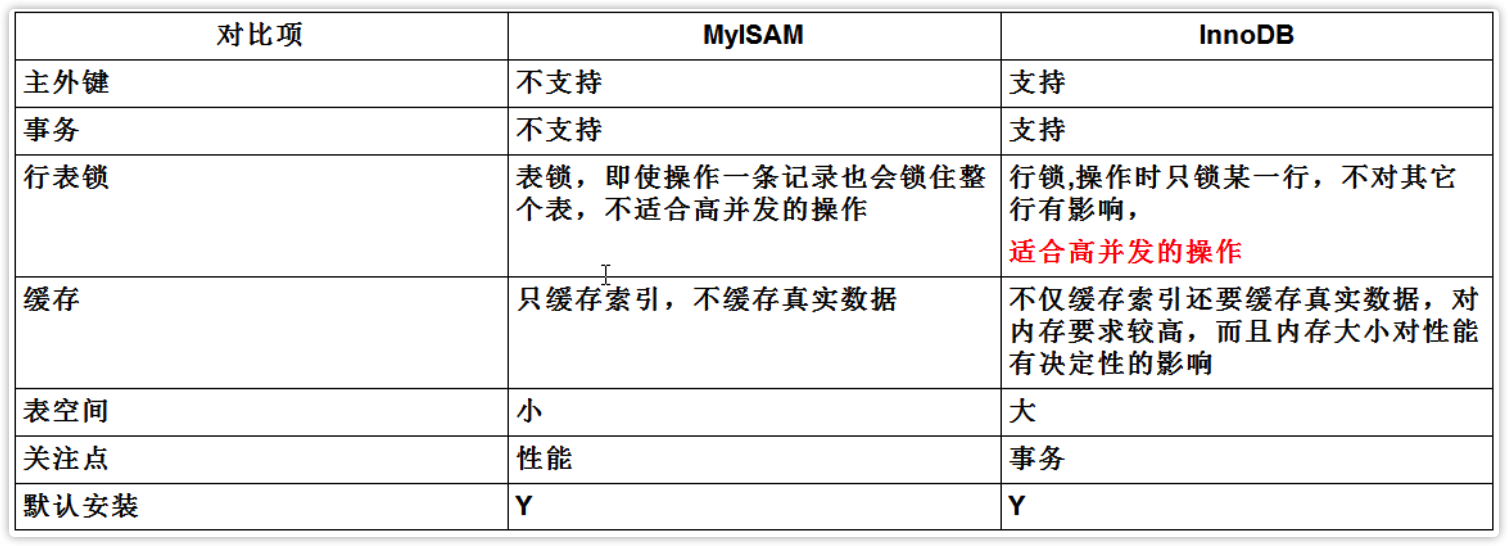 对比项 MyISAM InnoDB
主外键 不支持 支持
事务 不支持 支持
行表锁
表锁，即使操作一条记录也会锁住整
个表，不适合高并发的操作
行锁,操作时只锁某一行，不对其它
行有影响，
适合高并发的操作
缓存
只缓存索引，不缓存真实数据
不仅缓存索引还要缓存真实数据，对
内存要求较高，而且内存大小对性能
有决定性的影响
表空间 小 大
关注点 性能 事务
默认安装 Y Y